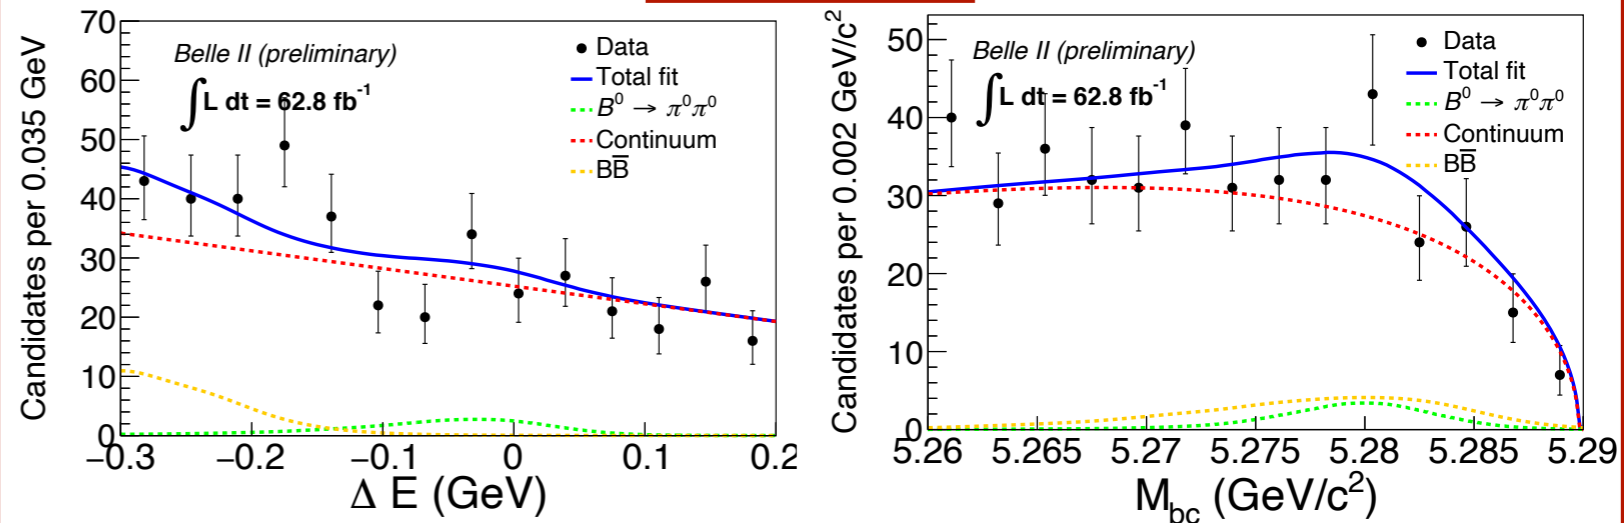 Candidates per 0.035 GeV
70
60
50
40
30
20
10
0
Belle II (preliminary)
∫L dt = 62.8 fb⁻¹
Data
Total fit
B⁰ → π⁰π⁰
Continuum
BB̅
−0.3 −0.2 −0.1 0 0.1 0.2
Δ E (GeV)
Candidates per 0.002 GeV/c²
50
40
30
20
10
0
Belle II (preliminary)
∫L dt = 62.8 fb⁻¹
Data
Total fit
B⁰ → π⁰π⁰
Continuum
BB̅
5.26 5.265 5.27 5.275 5.28 5.285 5.29
M_bc (GeV/c²)